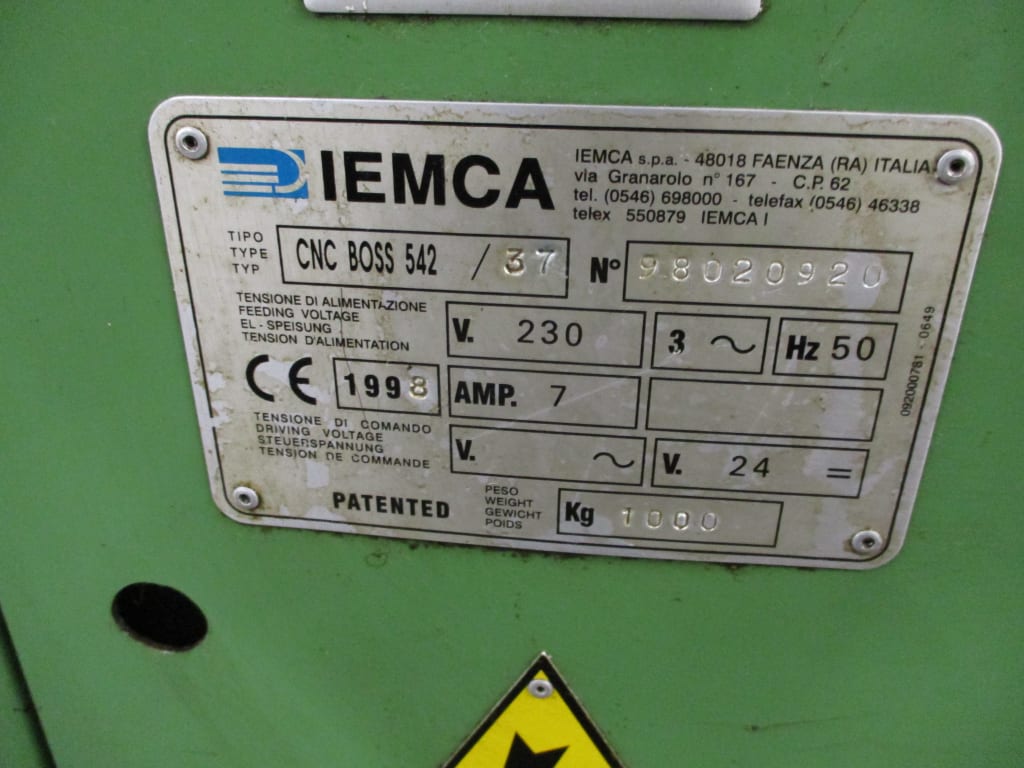 IEMCA
IEMCA s.p.a. - 48018 FAENZA (RA) ITALIA
via Granarolo n° 167 - C.P. 62
tel. (0546) 698000 - telefax (0546) 46338
telex 550879 IEMCA I
TIPO
TYPE
TYP
CNC BOSS 542 /37
N° 98020920
TENSIONE DI ALIMENTAZIONE
FEEDING VOLTAGE
EL - SPEISUNG
TENSION D'ALIMENTATION
V. 230
3 ~
Hz 50
CE 1998
AMP. 7
TENSIONE DI COMANDO
DRIVING VOLTAGE
STEUERSPANNUNG
TENSION DE COMMANDE
V. ~
V. 24 =
PATENTED
PESO
WEIGHT
GEWICHT
POIDS
Kg 1000
092000781 - 0649